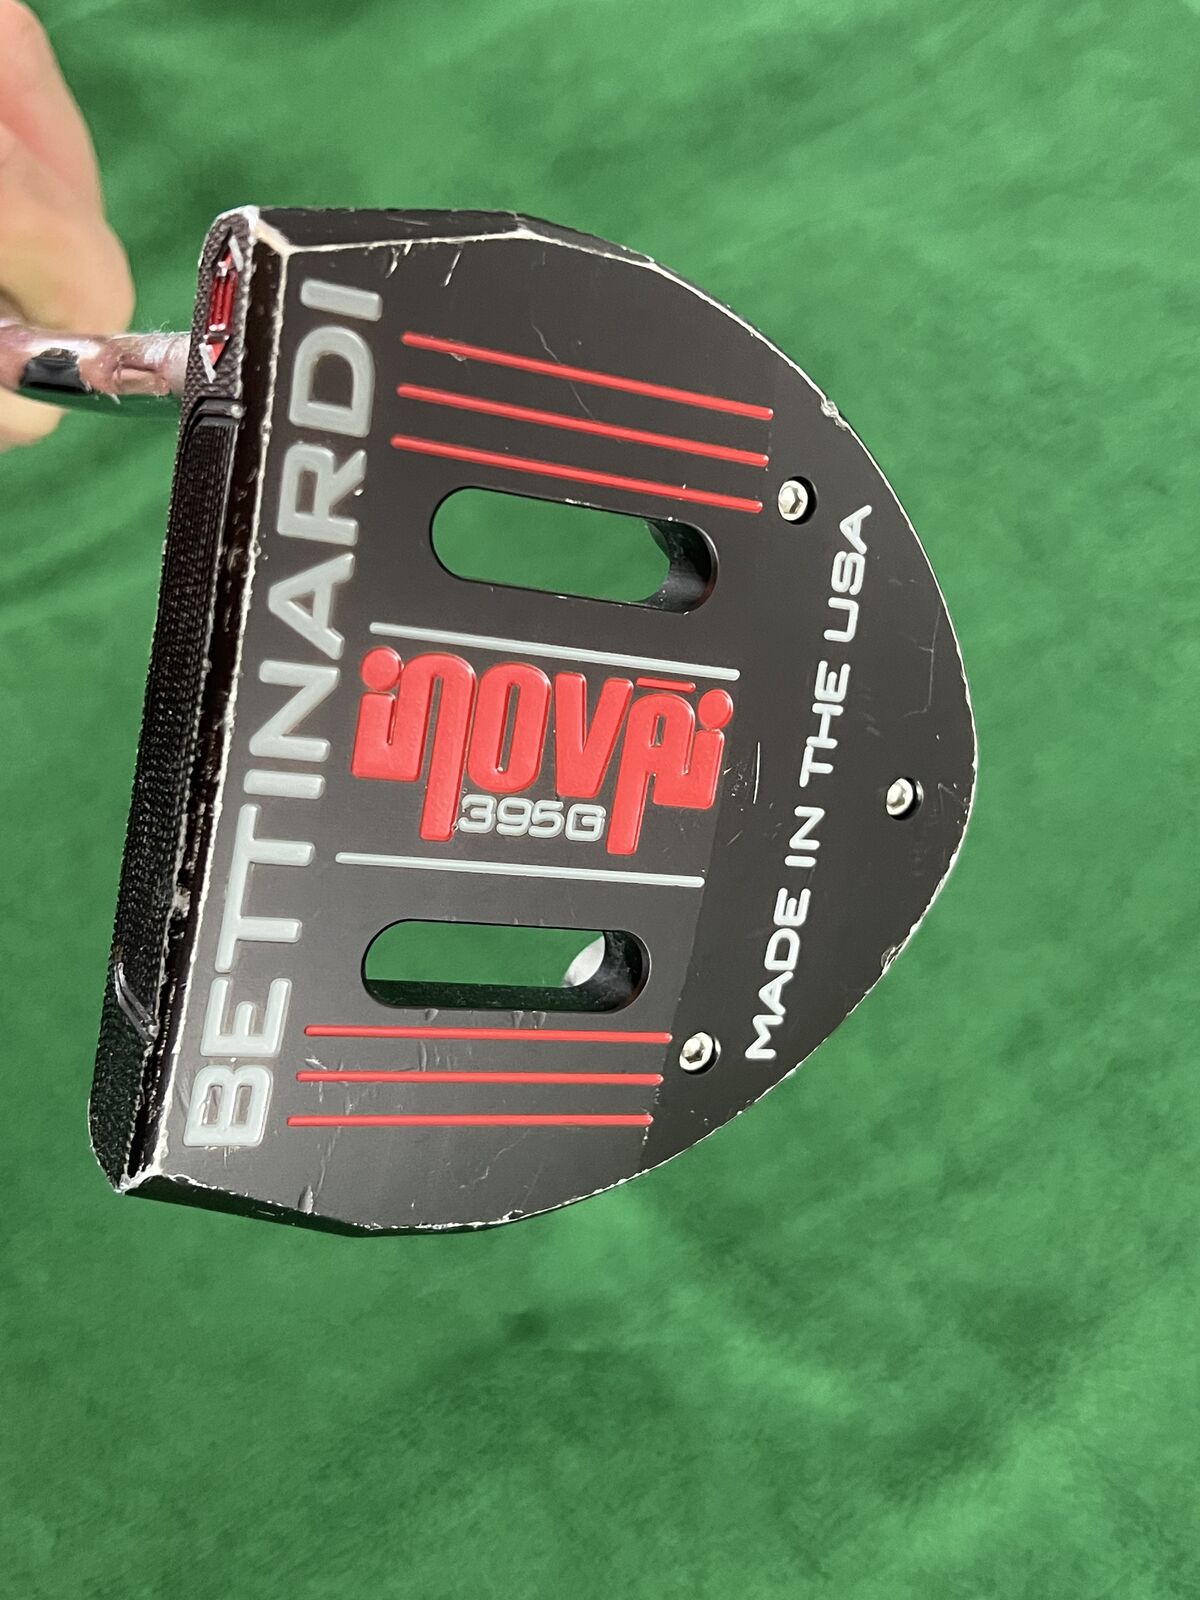 BETTINARDI
iNOVAi
395G
MADE IN THE USA